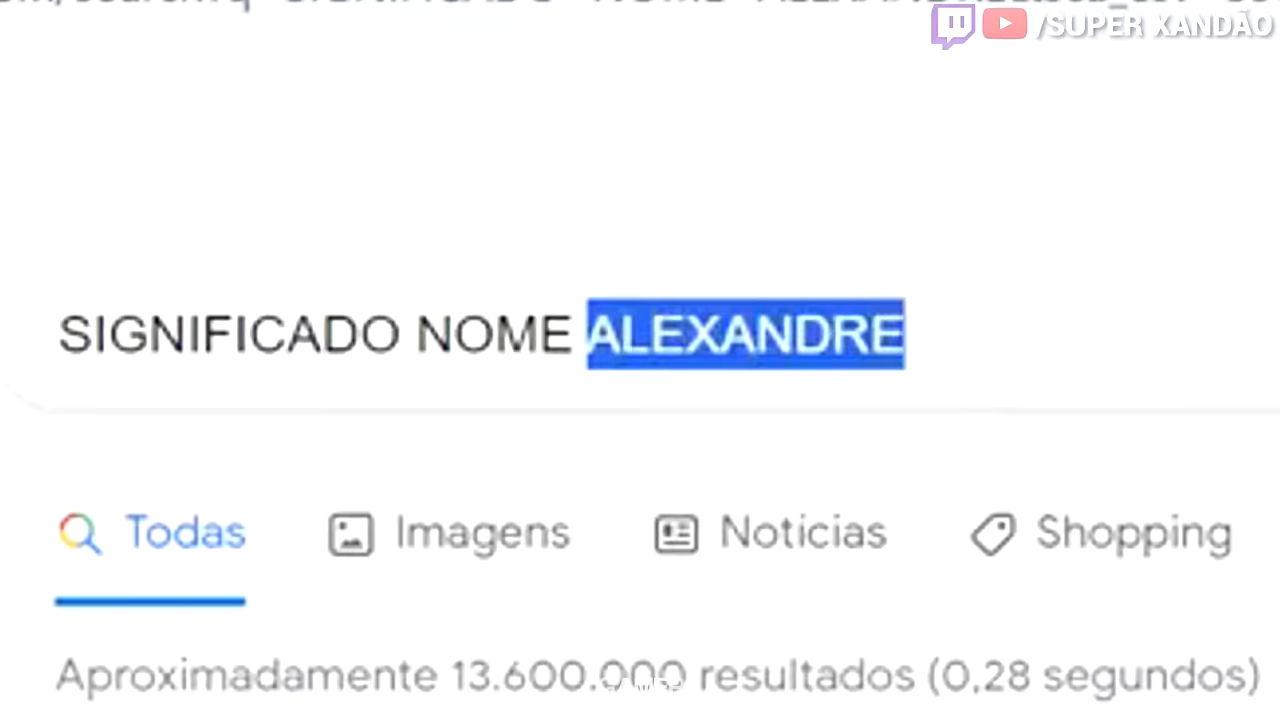 /SUPER XANDÃO
SIGNIFICADO NOME ALEXANDRE
Todas Imagens Notícias Shopping
Aproximadamente 13.600.000 resultados (0,28 segundos)